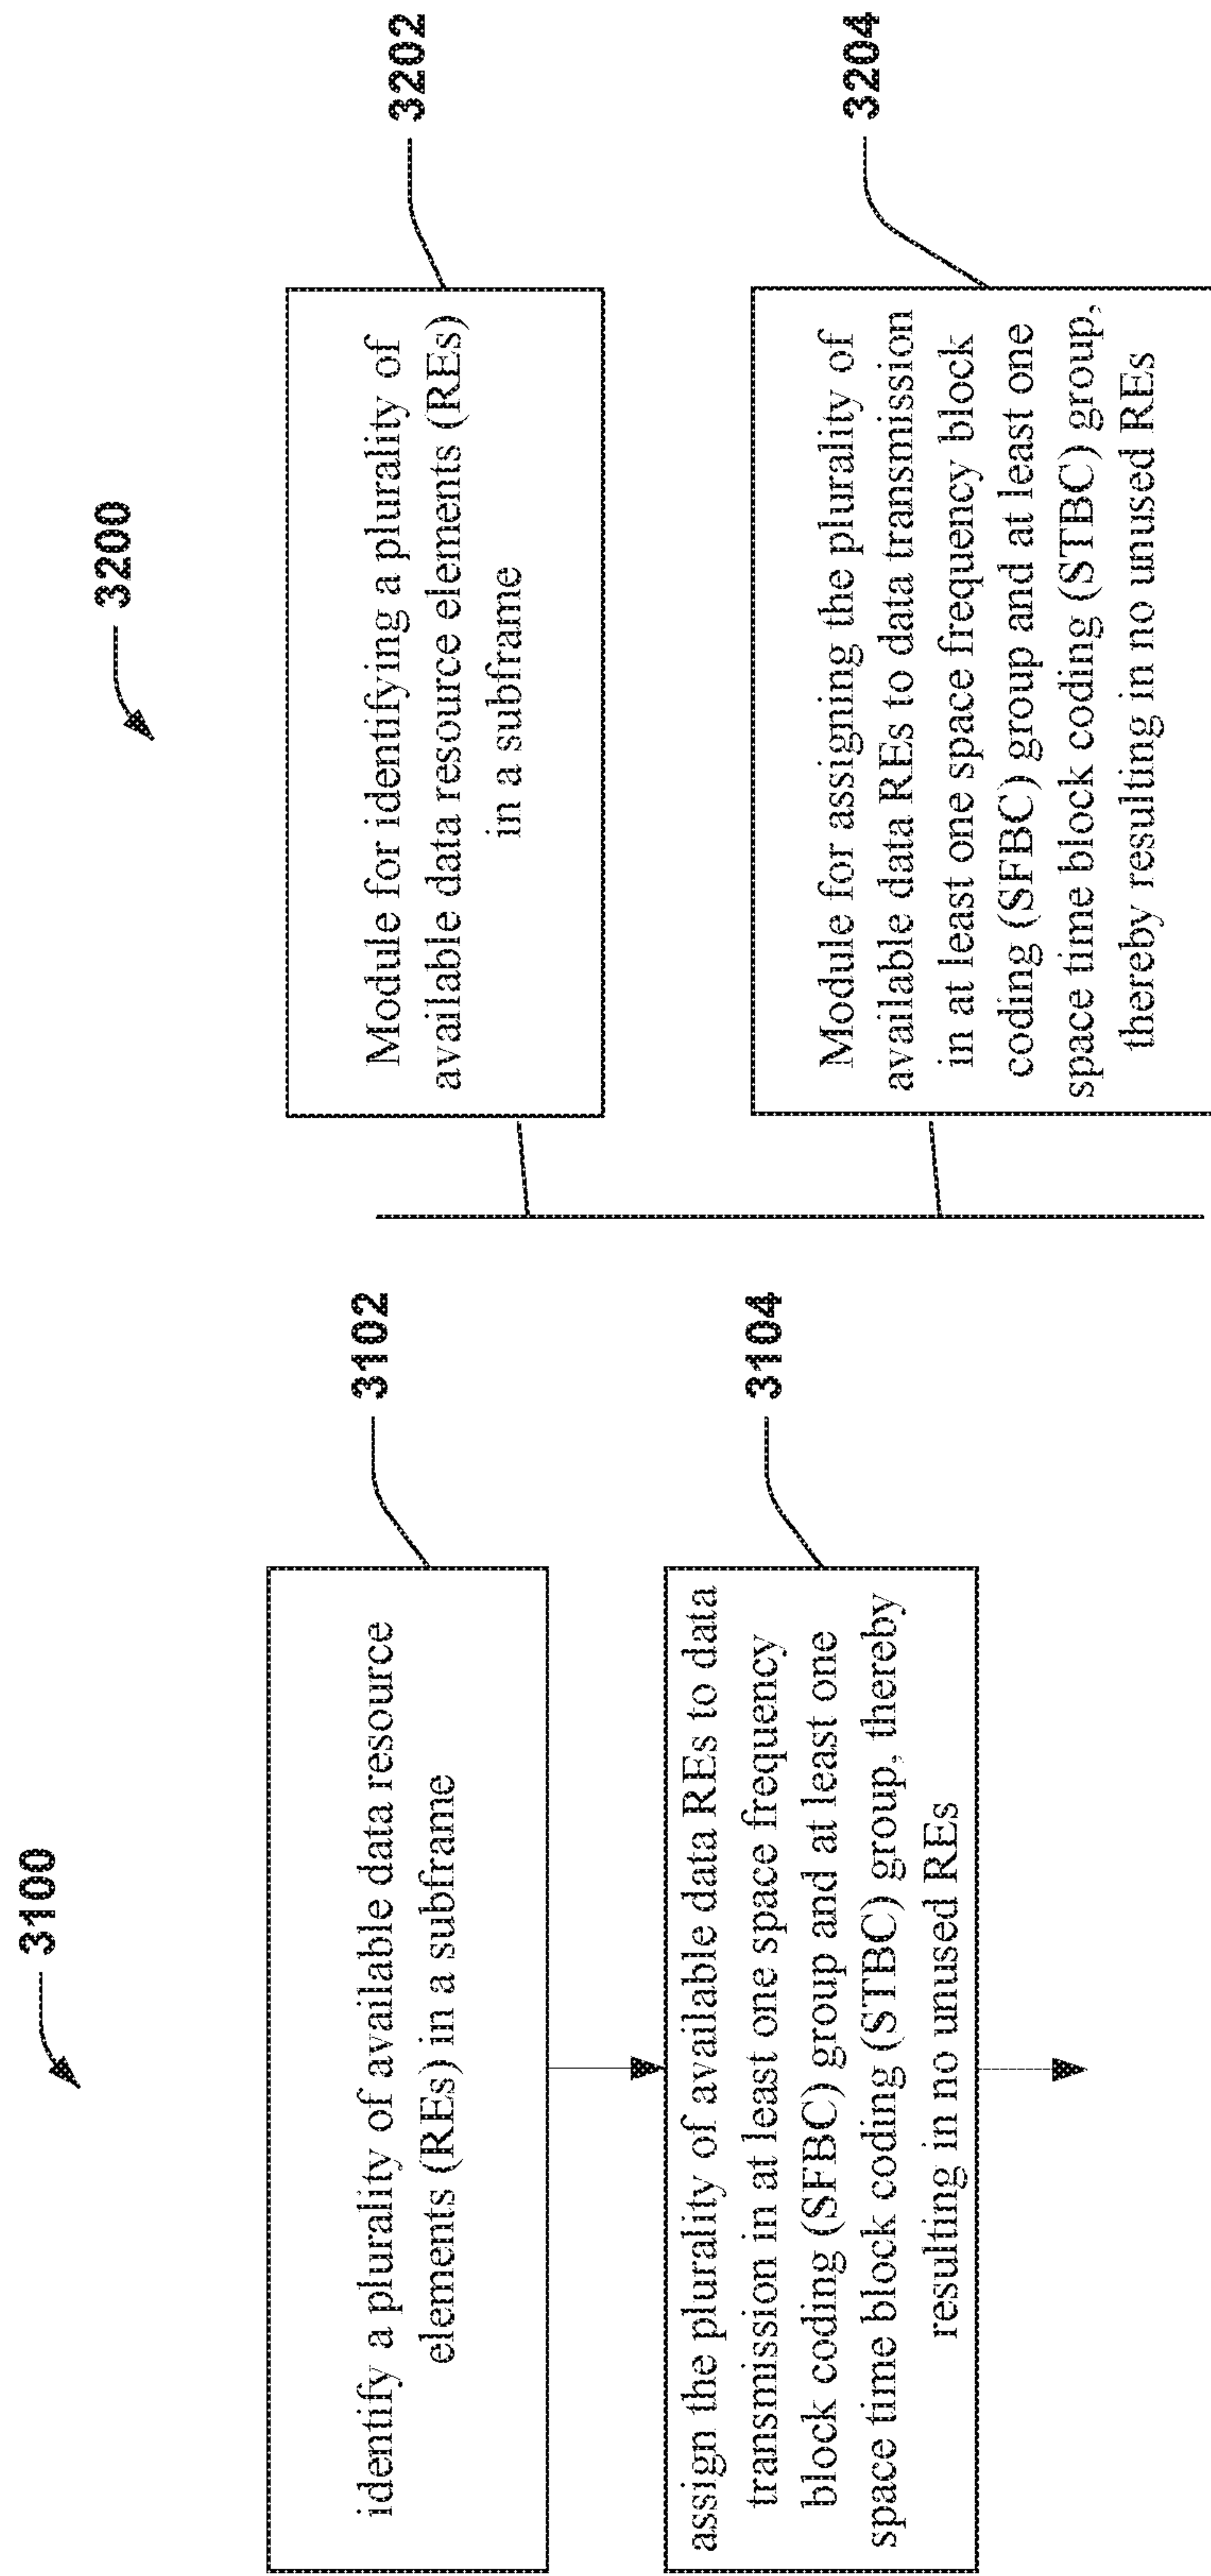 3100
identify a plurality of available data resource
elements (REs) in a subframe
3102
assign the plurality of available data REs to data
transmission in at least one space frequency
block coding (SFBC) group and at least one
space time block coding (STBC) group, thereby
resulting in no unused REs
3104
3200
Module for identifying a plurality of
available data resource elements (REs)
in a subframe
3202
Module for assigning the plurality of
available data REs to data transmission
in at least one space frequency block
coding (SFBC) group and at least one
space time block coding (STBC) group,
thereby resulting in no unused REs
3204